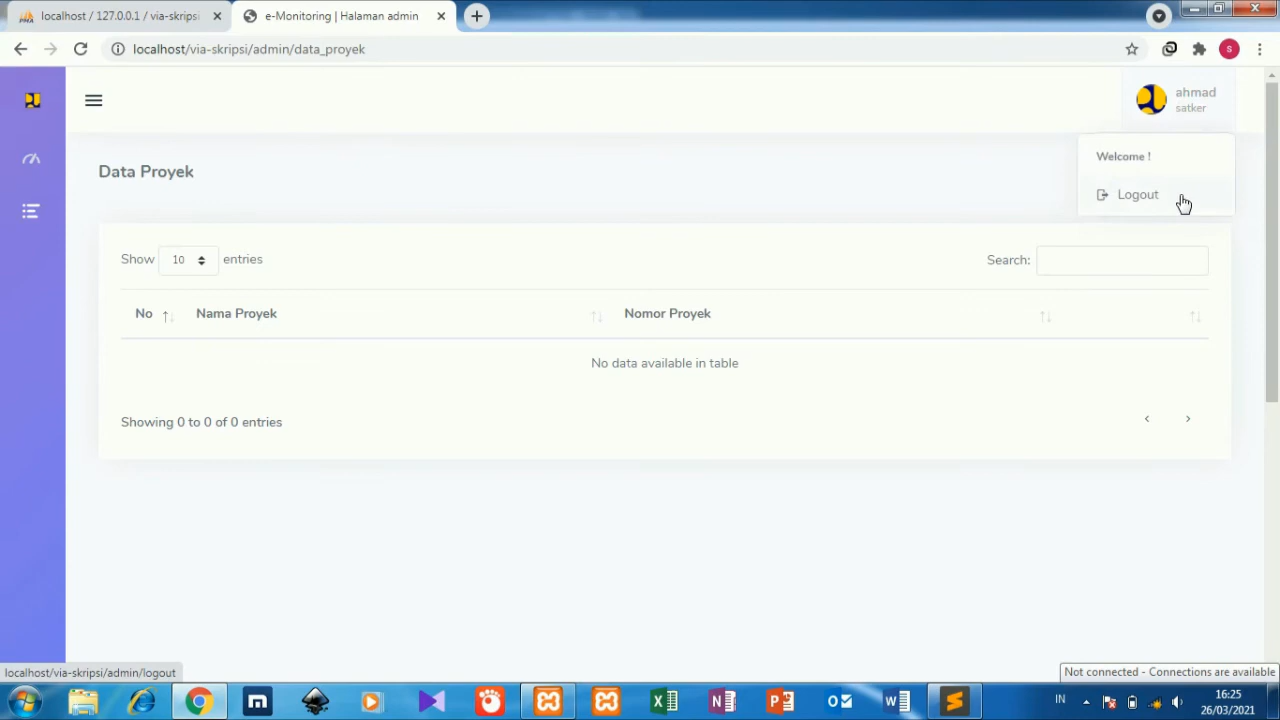 localhost / 127.0.0.1 / via-skripsi
e-Monitoring | Halaman admin
localhost/via-skripsi/admin/data_proyek
s
ahmad
satker
Welcome !
Logout
Data Proyek
Show 10 entries
Search:
No Nama Proyek Nomor Proyek
No data available in table
Showing 0 to 0 of 0 entries
localhost/via-skripsi/admin/logout
Not connected - Connections are available
IN
16:25
26/03/2021